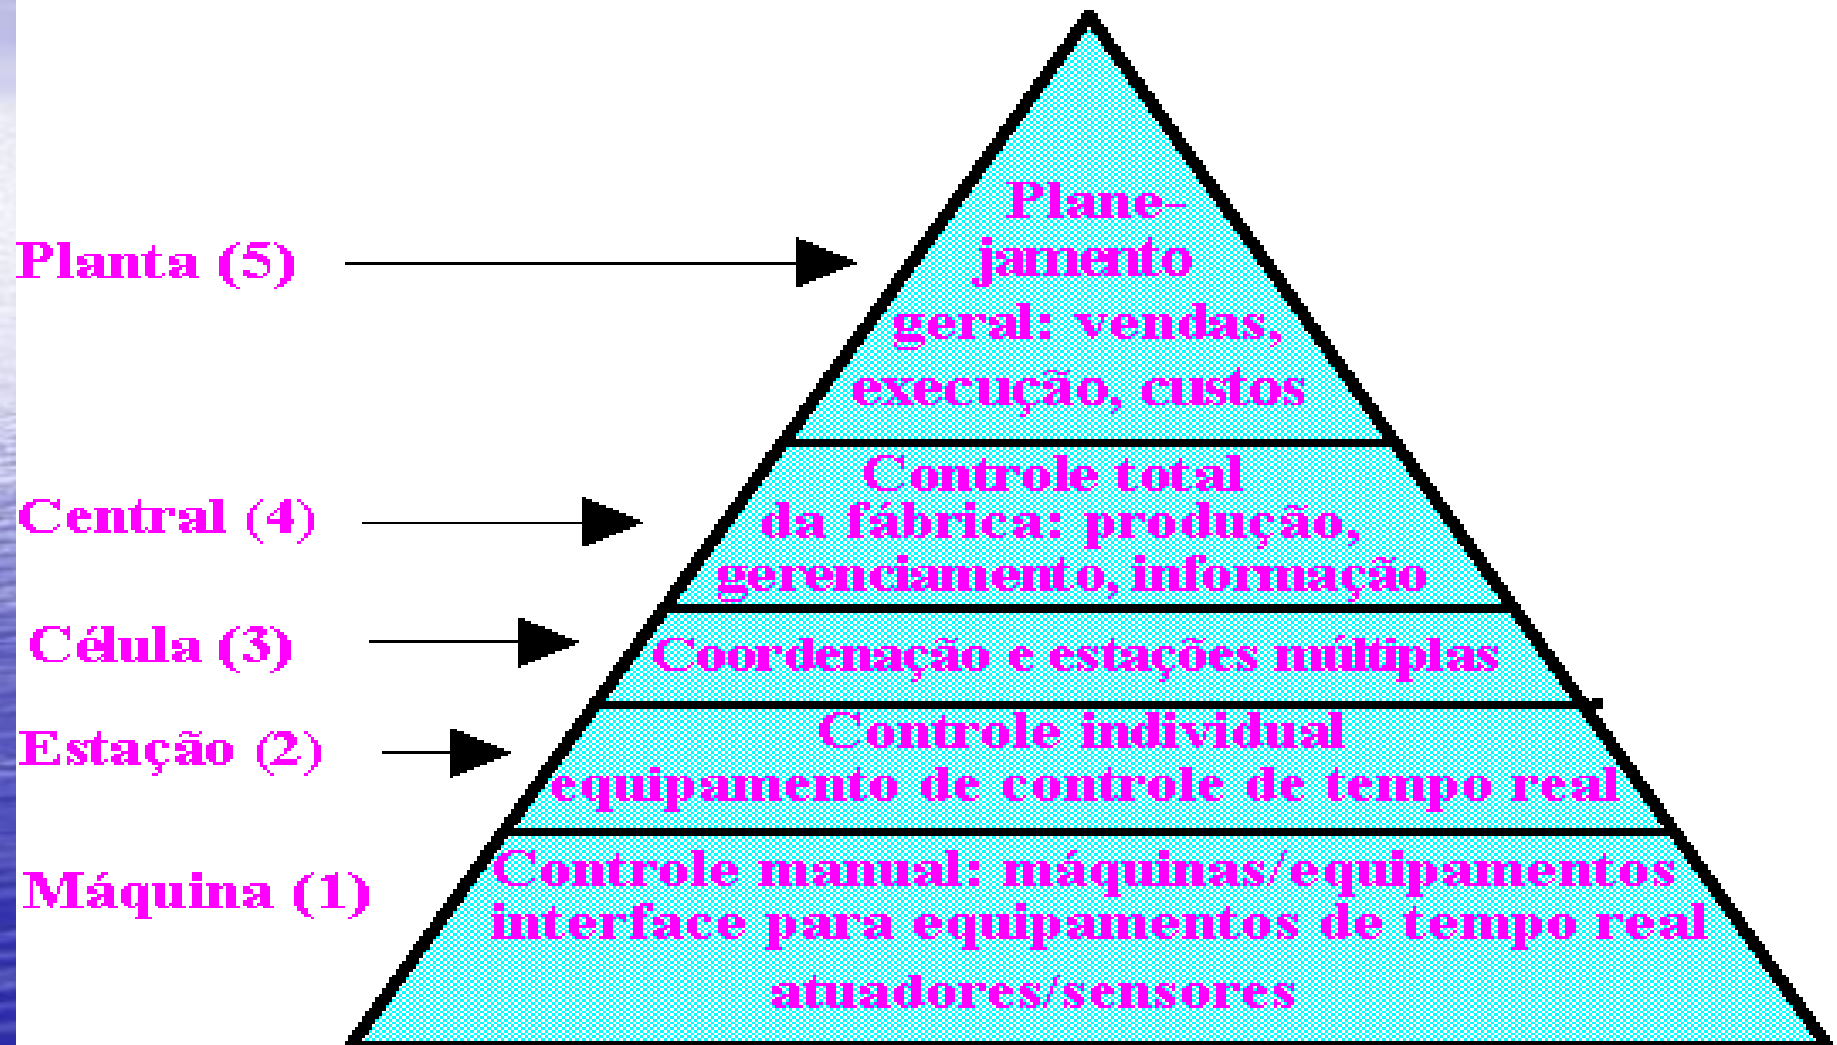 Plane-
jamento
Planta (5)
geral: vendas,
execução, custos
Controle total
Central (4)
da fábrica: produção,
gerenciamento, informação
Célula (3)
Coordenação e estações múltiplas
Controle individual
Estação (2)
equipamento de controle de tempo real
Controle manual: máquinas/equipamentos
Máquina (1)
interface para equipamentos de tempo real
atuadores/sensores